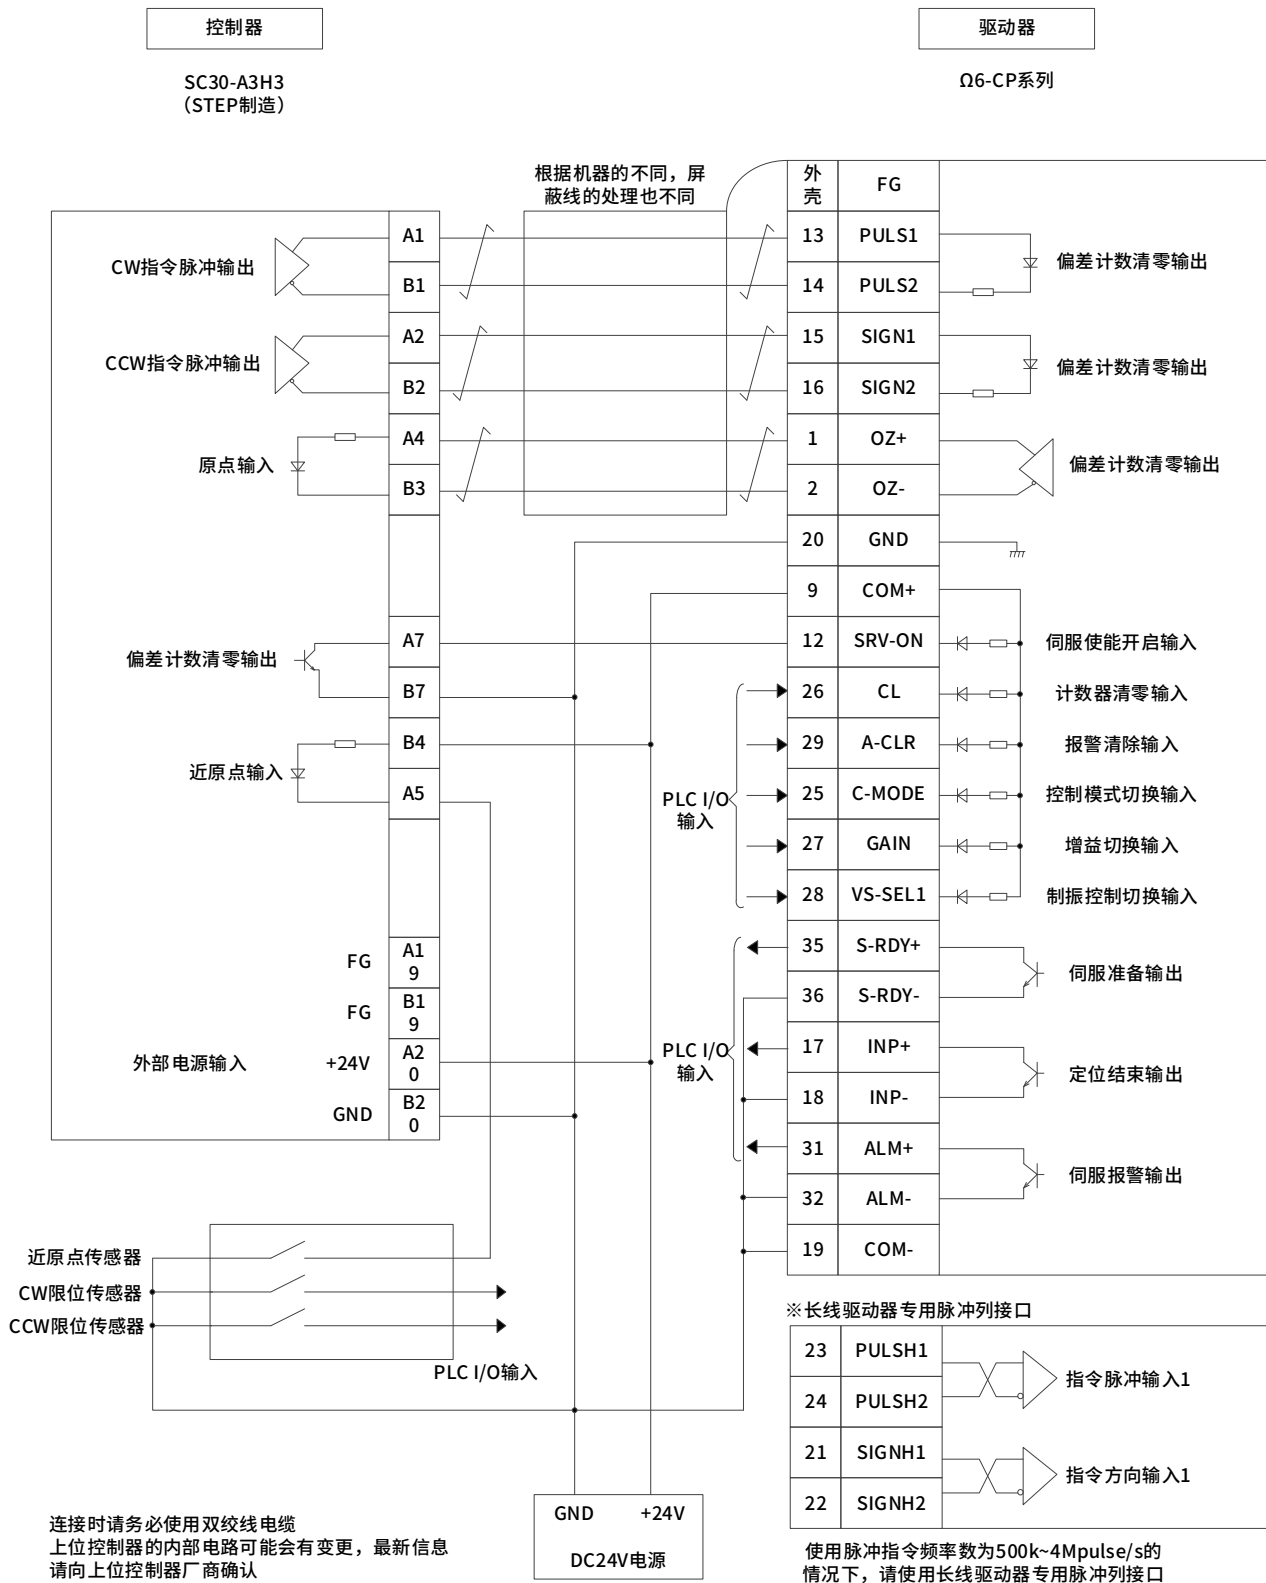 控制器
驱动器
SC30-A3H3
（STEP制造）
Ω6-CP系列
根据机器的不同，屏
蔽线的处理也不同
CW指令脉冲输出
A1
B1
CCW指令脉冲输出
A2
B2
原点输入
A4
B3
偏差计数清零输出
A7
B7
近原点输入
B4
A5
FG
A1
9
FG
B1
9
外部电源输入
+24V
A2
0
GND
B2
0
外
壳
FG
13
PULS1
14
PULS2
偏差计数清零输出
15
SIGN1
16
SIGN2
偏差计数清零输出
1
OZ+
2
OZ-
偏差计数清零输出
20
GND
9
COM+
12
SRV-ON
伺服使能开启输入
26
CL
计数器清零输入
29
A-CLR
报警清除输入
25
C-MODE
控制模式切换输入
27
GAIN
增益切换输入
28
VS-SEL1
制振控制切换输入
PLC I/O
输入
35
S-RDY+
36
S-RDY-
伺服准备输出
17
INP+
18
INP-
定位结束输出
31
ALM+
32
ALM-
伺服报警输出
19
COM-
PLC I/O
输入
近原点传感器
CW限位传感器
CCW限位传感器
PLC I/O输入
※长线驱动器专用脉冲列接口
23
PULSH1
24
PULSH2
指令脉冲输入1
21
SIGNH1
22
SIGNH2
指令方向输入1
GND
+24V
DC24V电源
连接时请务必使用双绞线电缆
上位控制器的内部电路可能会有变更，最新信息
请向上位控制器厂商确认
使用脉冲指令频率数为500k~4Mpulse/s的
情况下，请使用长线驱动器专用脉冲列接口